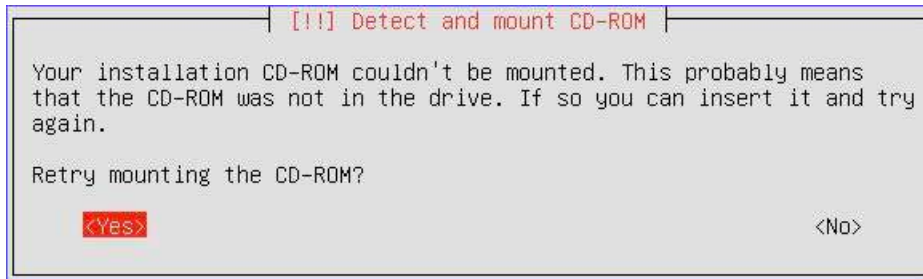 [!!] Detect and mount CD-ROM
Your installation CD-ROM couldn't be mounted. This probably means
that the CD-ROM was not in the drive. If so you can insert it and try
again.
Retry mounting the CD-ROM?
<Yes> <No>